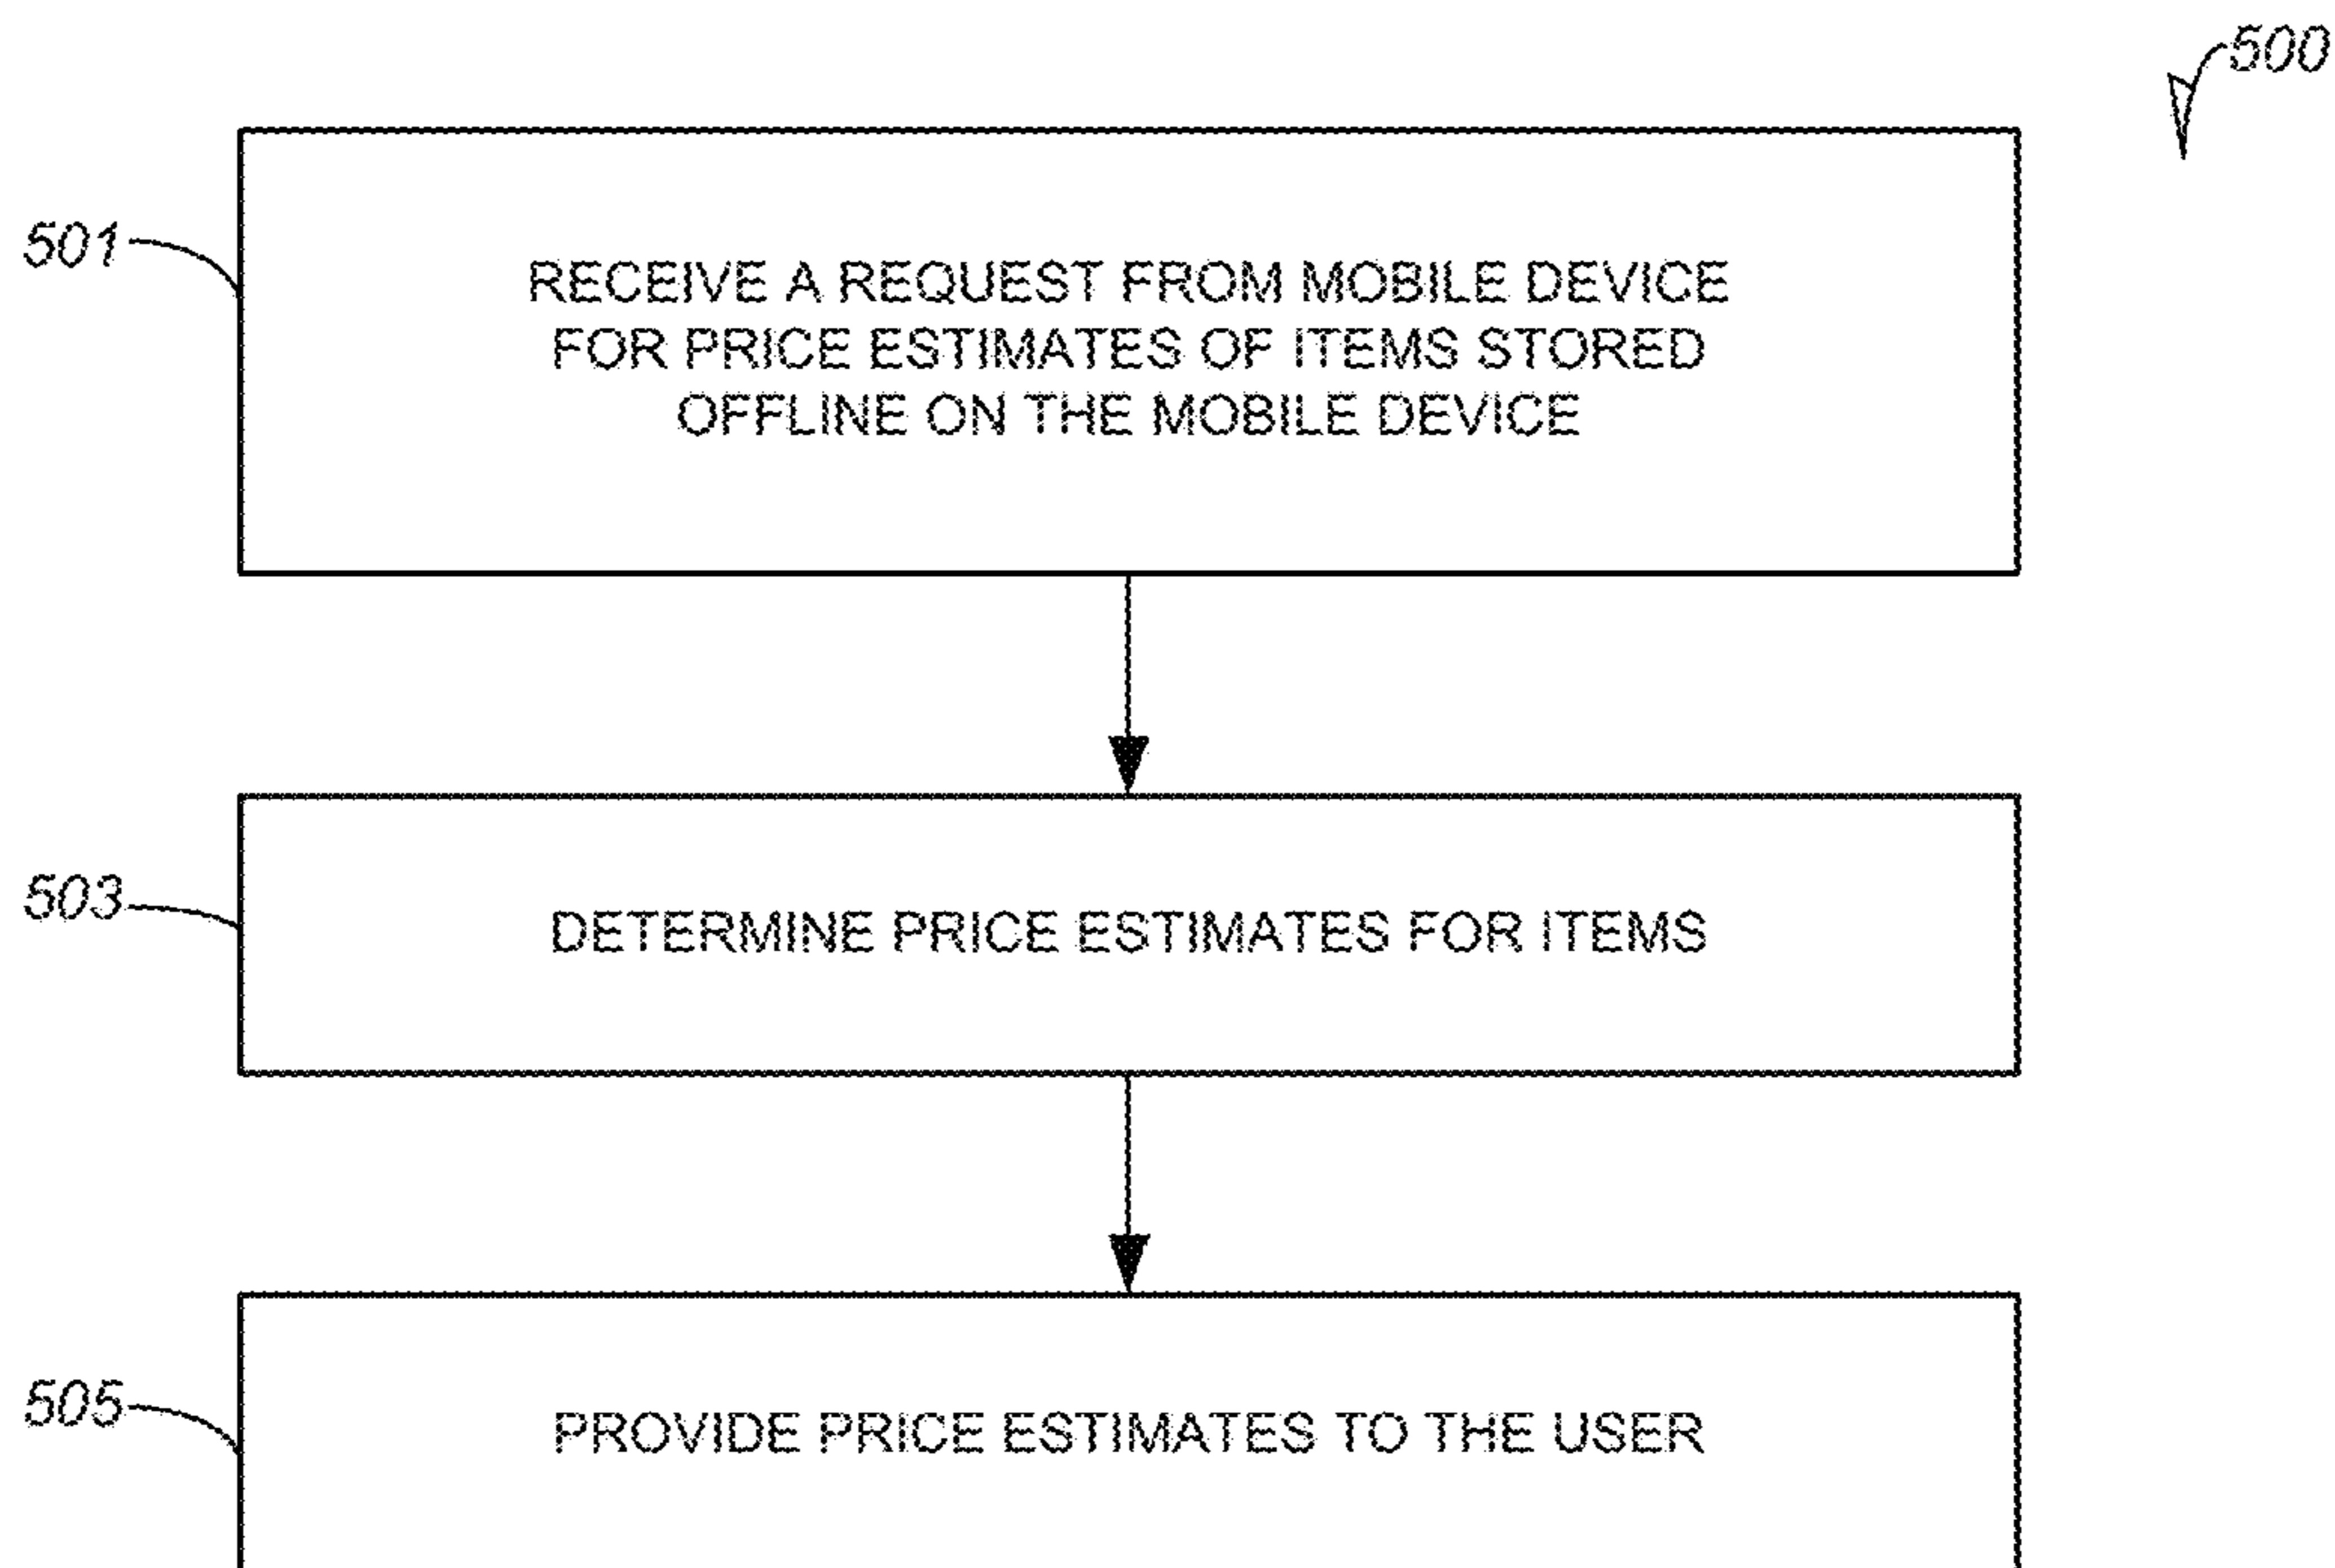 500
501
RECEIVE A REQUEST FROM MOBILE DEVICE
FOR PRICE ESTIMATES OF ITEMS STORED
OFFLINE ON THE MOBILE DEVICE
503
DETERMINE PRICE ESTIMATES FOR ITEMS
505
PROVIDE PRICE ESTIMATES TO THE USER